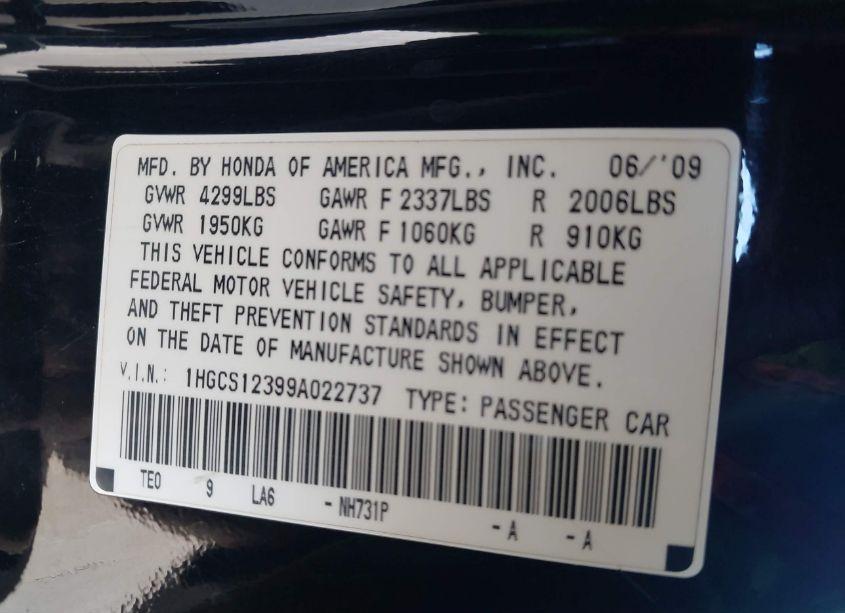 MFD. BY HONDA OF AMERICA MFG., INC. 06/'09
GVWR 4299LBS GAWR F 2337LBS R 2006LBS
GVWR 1950KG GAWR F 1060KG R 910KG
THIS VEHICLE CONFORMS TO ALL APPLICABLE
FEDERAL MOTOR VEHICLE SAFETY, BUMPER,
AND THEFT PREVENTION STANDARDS IN EFFECT
ON THE DATE OF MANUFACTURE SHOWN ABOVE.
V.I.N.: 1HGCS12399A022737 TYPE: PASSENGER CAR
TE0 9 LA6 - NH731P - A - A